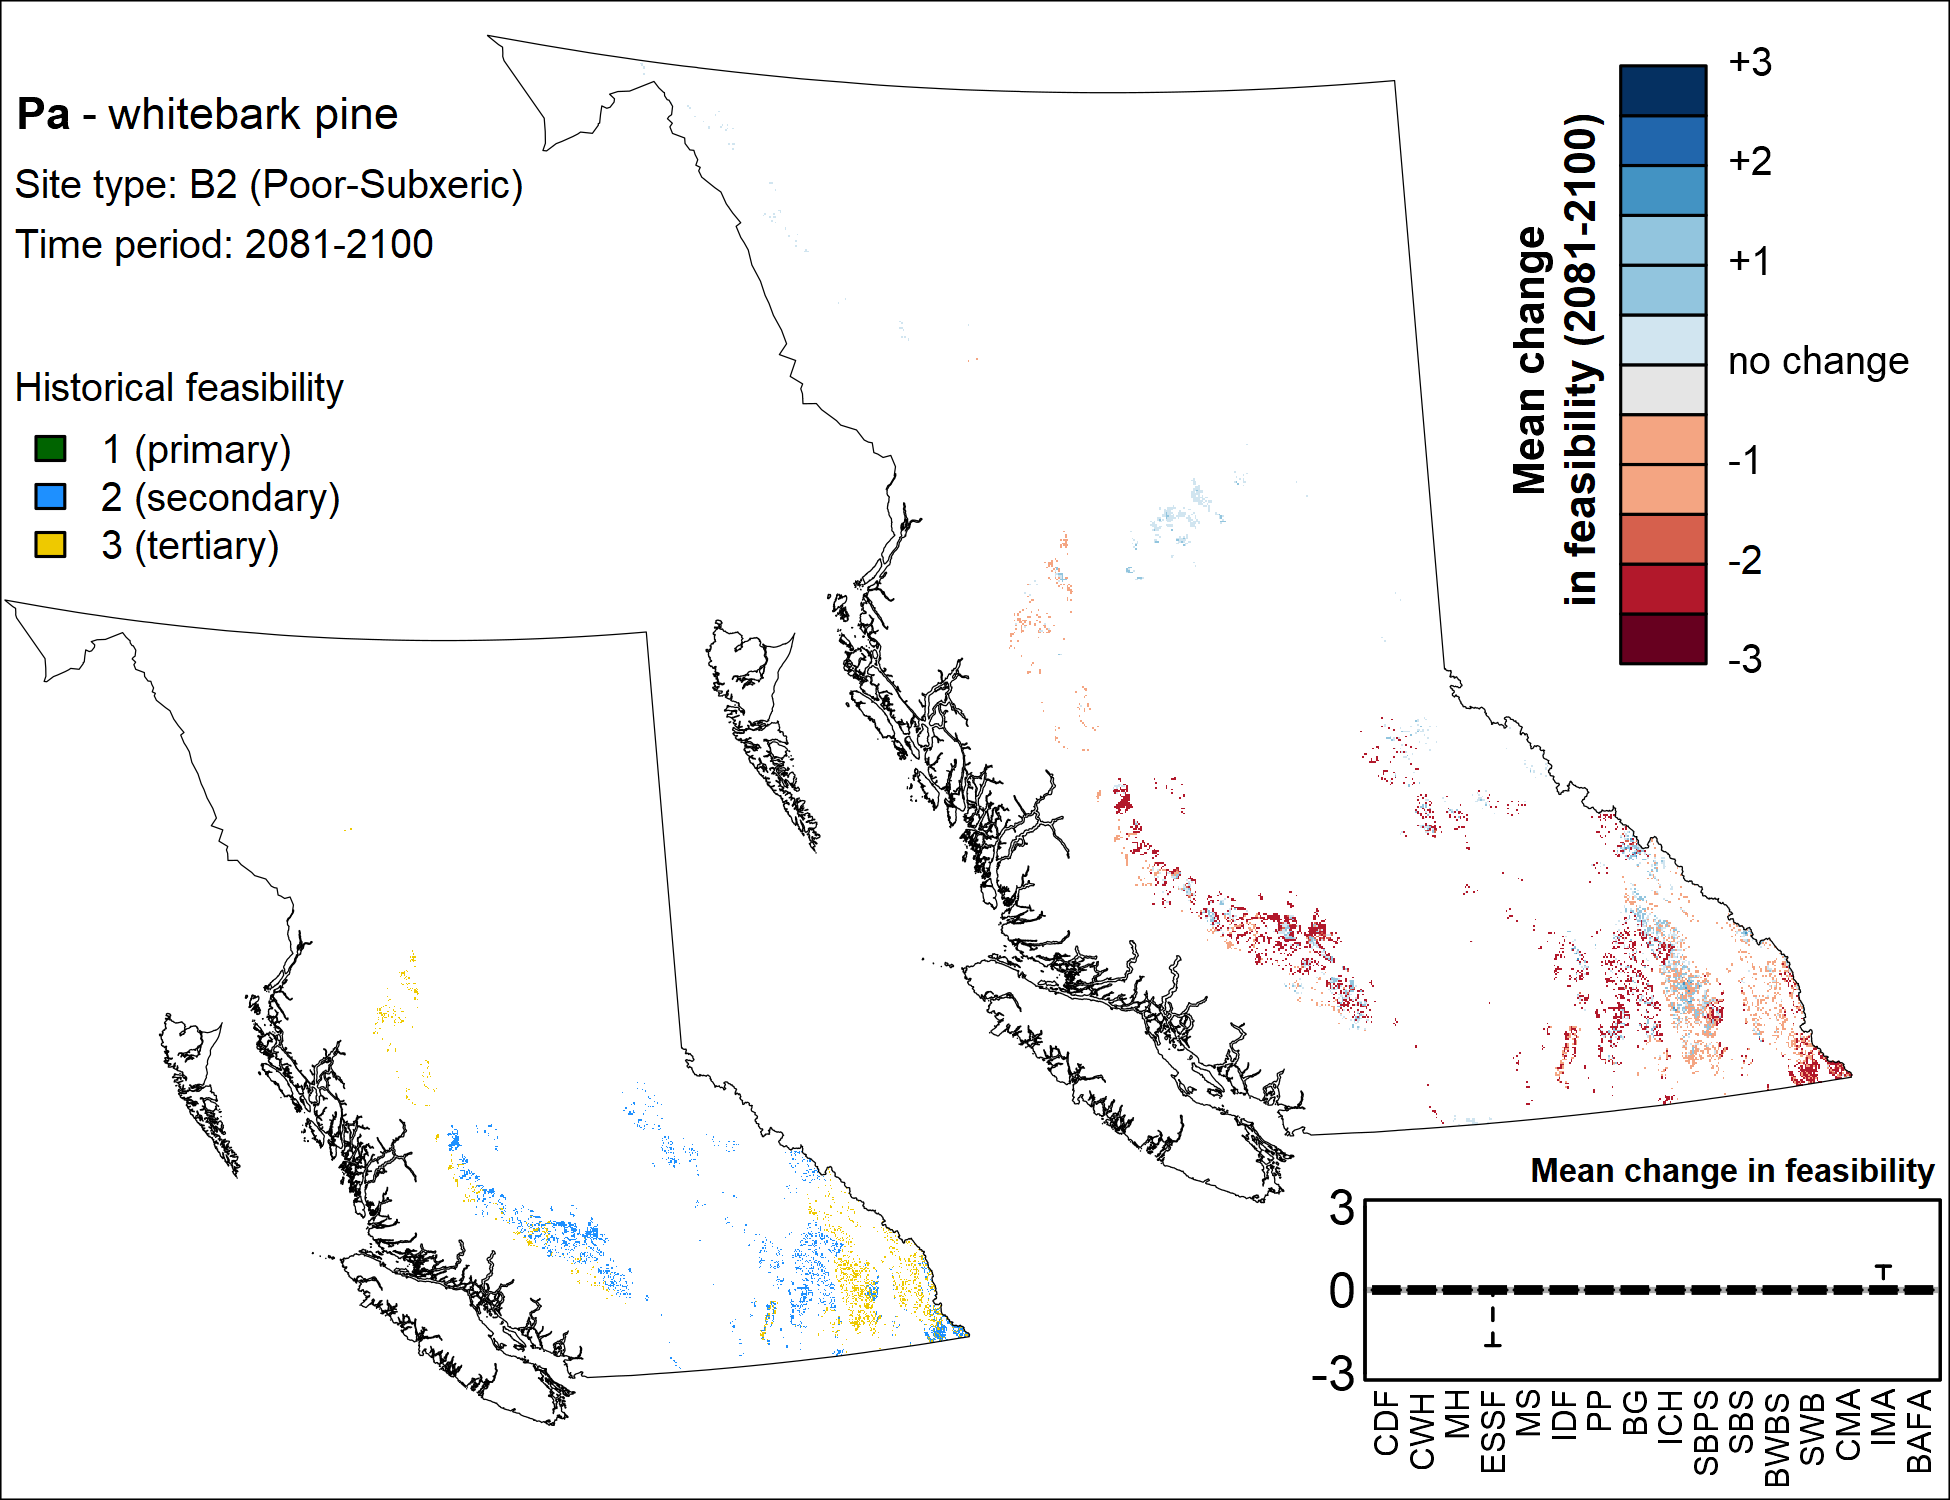 Pa - whitebark pine
Site type: B2 (Poor-Subxeric)
Time period: 2081-2100
Historical feasibility
1 (primary)
2 (secondary)
3 (tertiary)
Mean change
in feasibility (2081-2100)
+3
+2
+1
no change
-1
-2
-3
Mean change in feasibility
3
0
-3
CDF
CWH
MH
ESSF
MS
IDF
PP
BG
ICH
SBPS
SBS
BWBS
SWB
CMA
IMA
BAFA